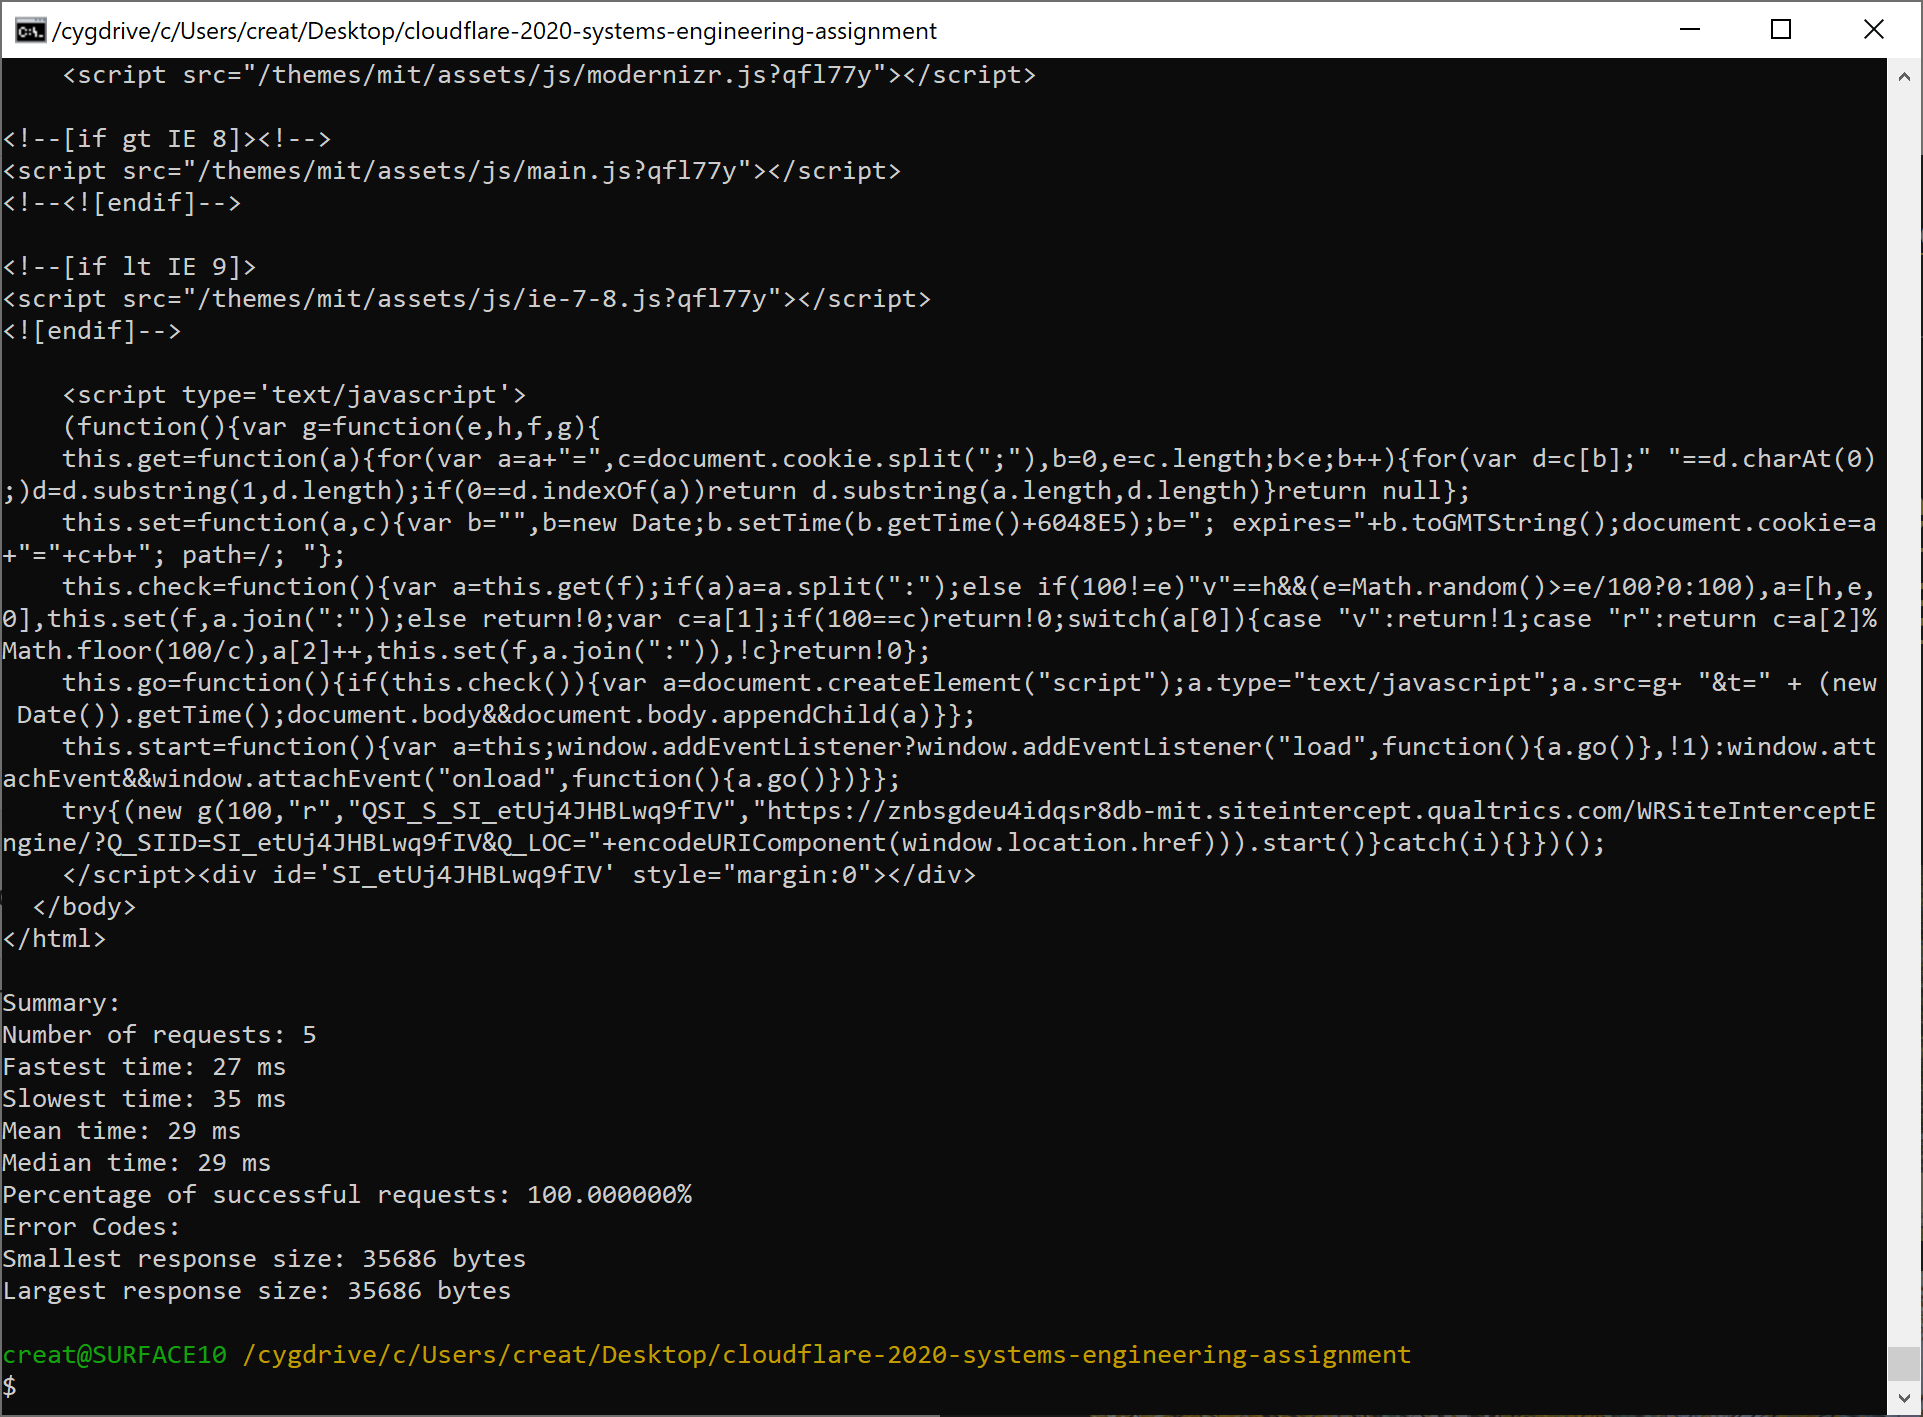 /cygdrive/c/Users/creat/Desktop/cloudflare-2020-systems-engineering-assignment
    <script src="/themes/mit/assets/js/modernizr.js?qfl77y"></script>

<!--[if gt IE 8]><!-->
<script src="/themes/mit/assets/js/main.js?qfl77y"></script>
<!--<![endif]-->

<!--[if lt IE 9]>
<script src="/themes/mit/assets/js/ie-7-8.js?qfl77y"></script>
<![endif]-->

    <script type='text/javascript'>
    (function(){var g=function(e,h,f,g){
    this.get=function(a){for(var a=a+"=",c=document.cookie.split(";"),b=0,e=c.length;b<e;b++){for(var d=c[b];" "==d.charAt(0)
;)d=d.substring(1,d.length);if(0==d.indexOf(a))return d.substring(a.length,d.length)}return null};
    this.set=function(a,c){var b="",b=new Date;b.setTime(b.getTime()+6048E5);b="; expires="+b.toGMTString();document.cookie=a
+"="+c+b+"; path=/; "};
    this.check=function(){var a=this.get(f);if(a)a=a.split(":");else if(100!=e)"v"==h&&(e=Math.random()>=e/100?0:100),a=[h,e,
0],this.set(f,a.join(":"));else return!0;var c=a[1];if(100==c)return!0;switch(a[0]){case "v":return!1;case "r":return c=a[2]%
Math.floor(100/c),a[2]++,this.set(f,a.join(":")),!c}return!0};
    this.go=function(){if(this.check()){var a=document.createElement("script");a.type="text/javascript";a.src=g+ "&t=" + (new
 Date()).getTime();document.body&&document.body.appendChild(a)}};
    this.start=function(){var a=this;window.addEventListener?window.addEventListener("load",function(){a.go()},!1):window.att
achEvent&&window.attachEvent("onload",function(){a.go()})}};
    try{(new g(100,"r","QSI_S_SI_etUj4JHBLwq9fIV","https://znbsgdeu4idqsr8db-mit.siteintercept.qualtrics.com/WRSiteInterceptE
ngine/?Q_SIID=SI_etUj4JHBLwq9fIV&Q_LOC="+encodeURIComponent(window.location.href))).start()}catch(i){}})();
    </script><div id='SI_etUj4JHBLwq9fIV' style="margin:0"></div>
  </body>
</html>

Summary:
Number of requests: 5
Fastest time: 27 ms
Slowest time: 35 ms
Mean time: 29 ms
Median time: 29 ms
Percentage of successful requests: 100.000000%
Error Codes:
Smallest response size: 35686 bytes
Largest response size: 35686 bytes

creat@SURFACE10 /cygdrive/c/Users/creat/Desktop/cloudflare-2020-systems-engineering-assignment
$